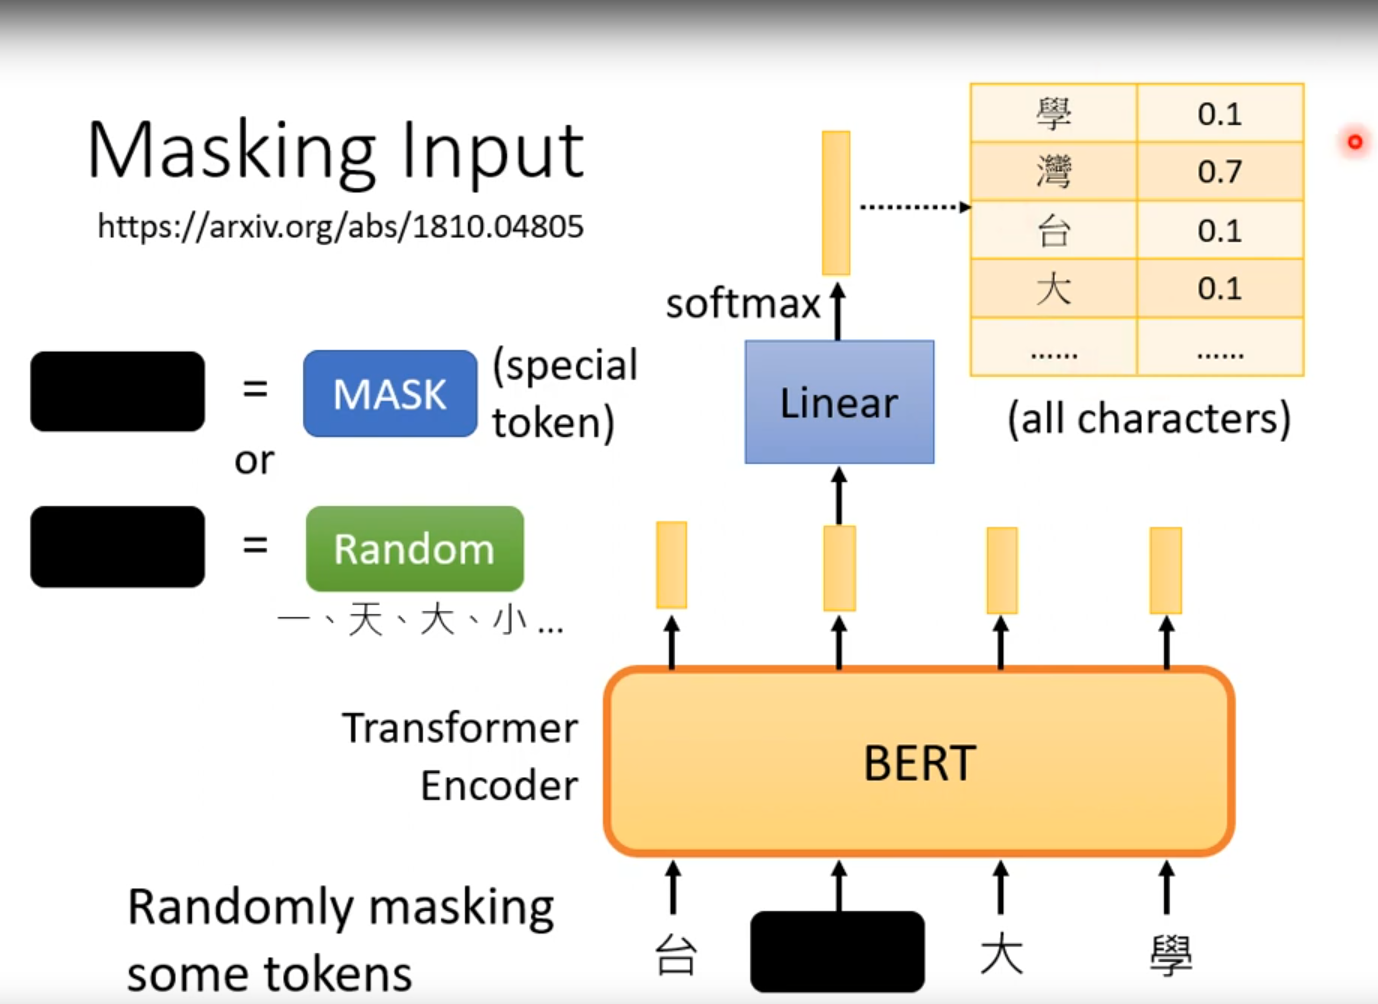 Masking Input
https://arxiv.org/abs/1810.04805
= MASK (special token)
or
= Random
一、天、大、小 ...
softmax
Linear
學 0.1
灣 0.7
台 0.1
大 0.1
...... ......
(all characters)
Transformer
Encoder
BERT
Randomly masking
some tokens
台 大 學